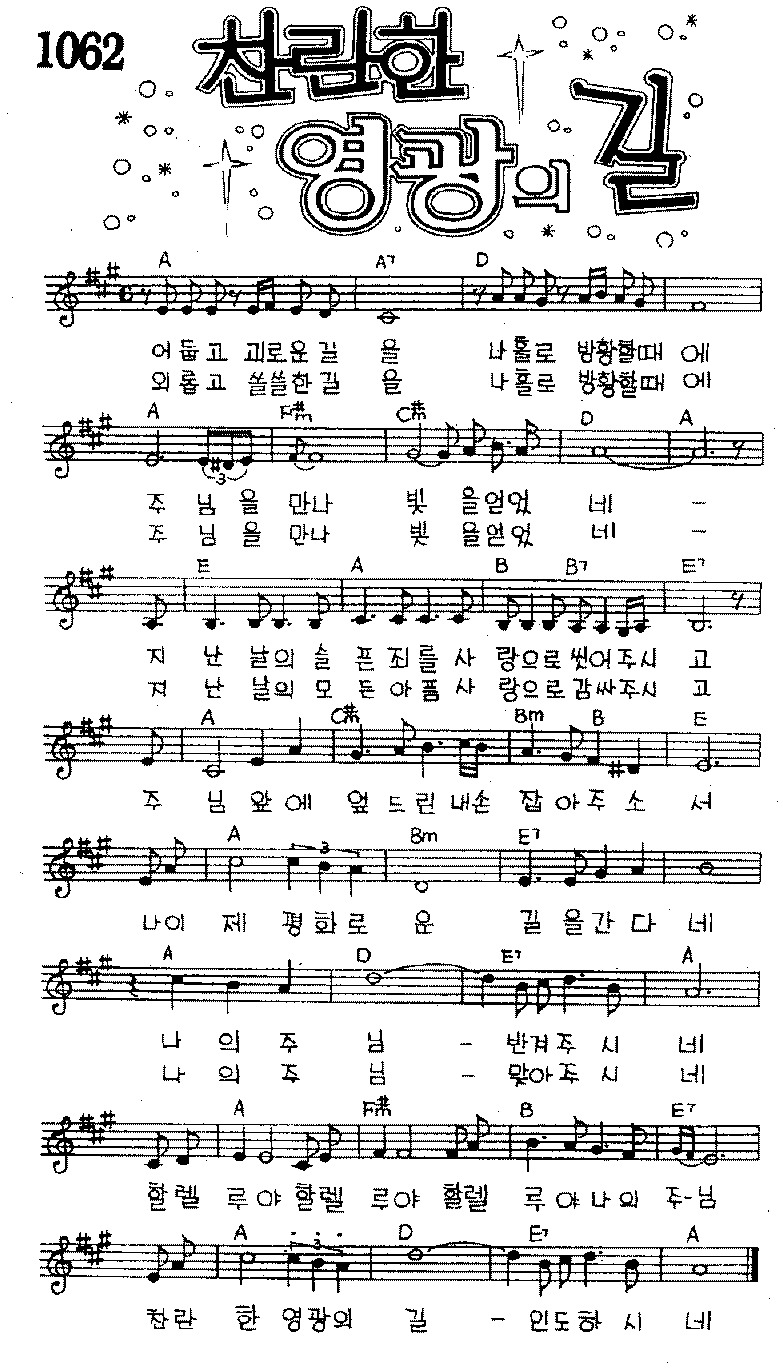 1062
찬란한
영광의 길
A A7 D
어둡고 괴로운길 을 나홀로 방황할때 에
외롭고 쓸쓸한길 을 나홀로 방황할때 에
A F#m C#m D A
3
주 님 을 만나 빛 을얻었 네 -
주 님 을 만나 빛 을얻었 네 -
E A B B7 E7
지 난 날의 슬 픈 죄를 사 랑으로 씻어주시 고
지 난 날의 모 든 아픔 사 랑으로 감싸주시 고
A C#m Bm B E
주 님 앞에 엎 드린 내손 잡아주 소 서
A 3 Bm E7
나이 제 평화로 운 길 을간 다 네
A D E7 A
나 의 주 님 - 반겨주 시 네
나 의 주 님 - 맞아주 시 네
A F#m B E7
할렐 루야 할렐 루야 할렐 루야나의 주-님
A 3 D E7 A
찬란 한 영광의 길 - 인도하 시 네